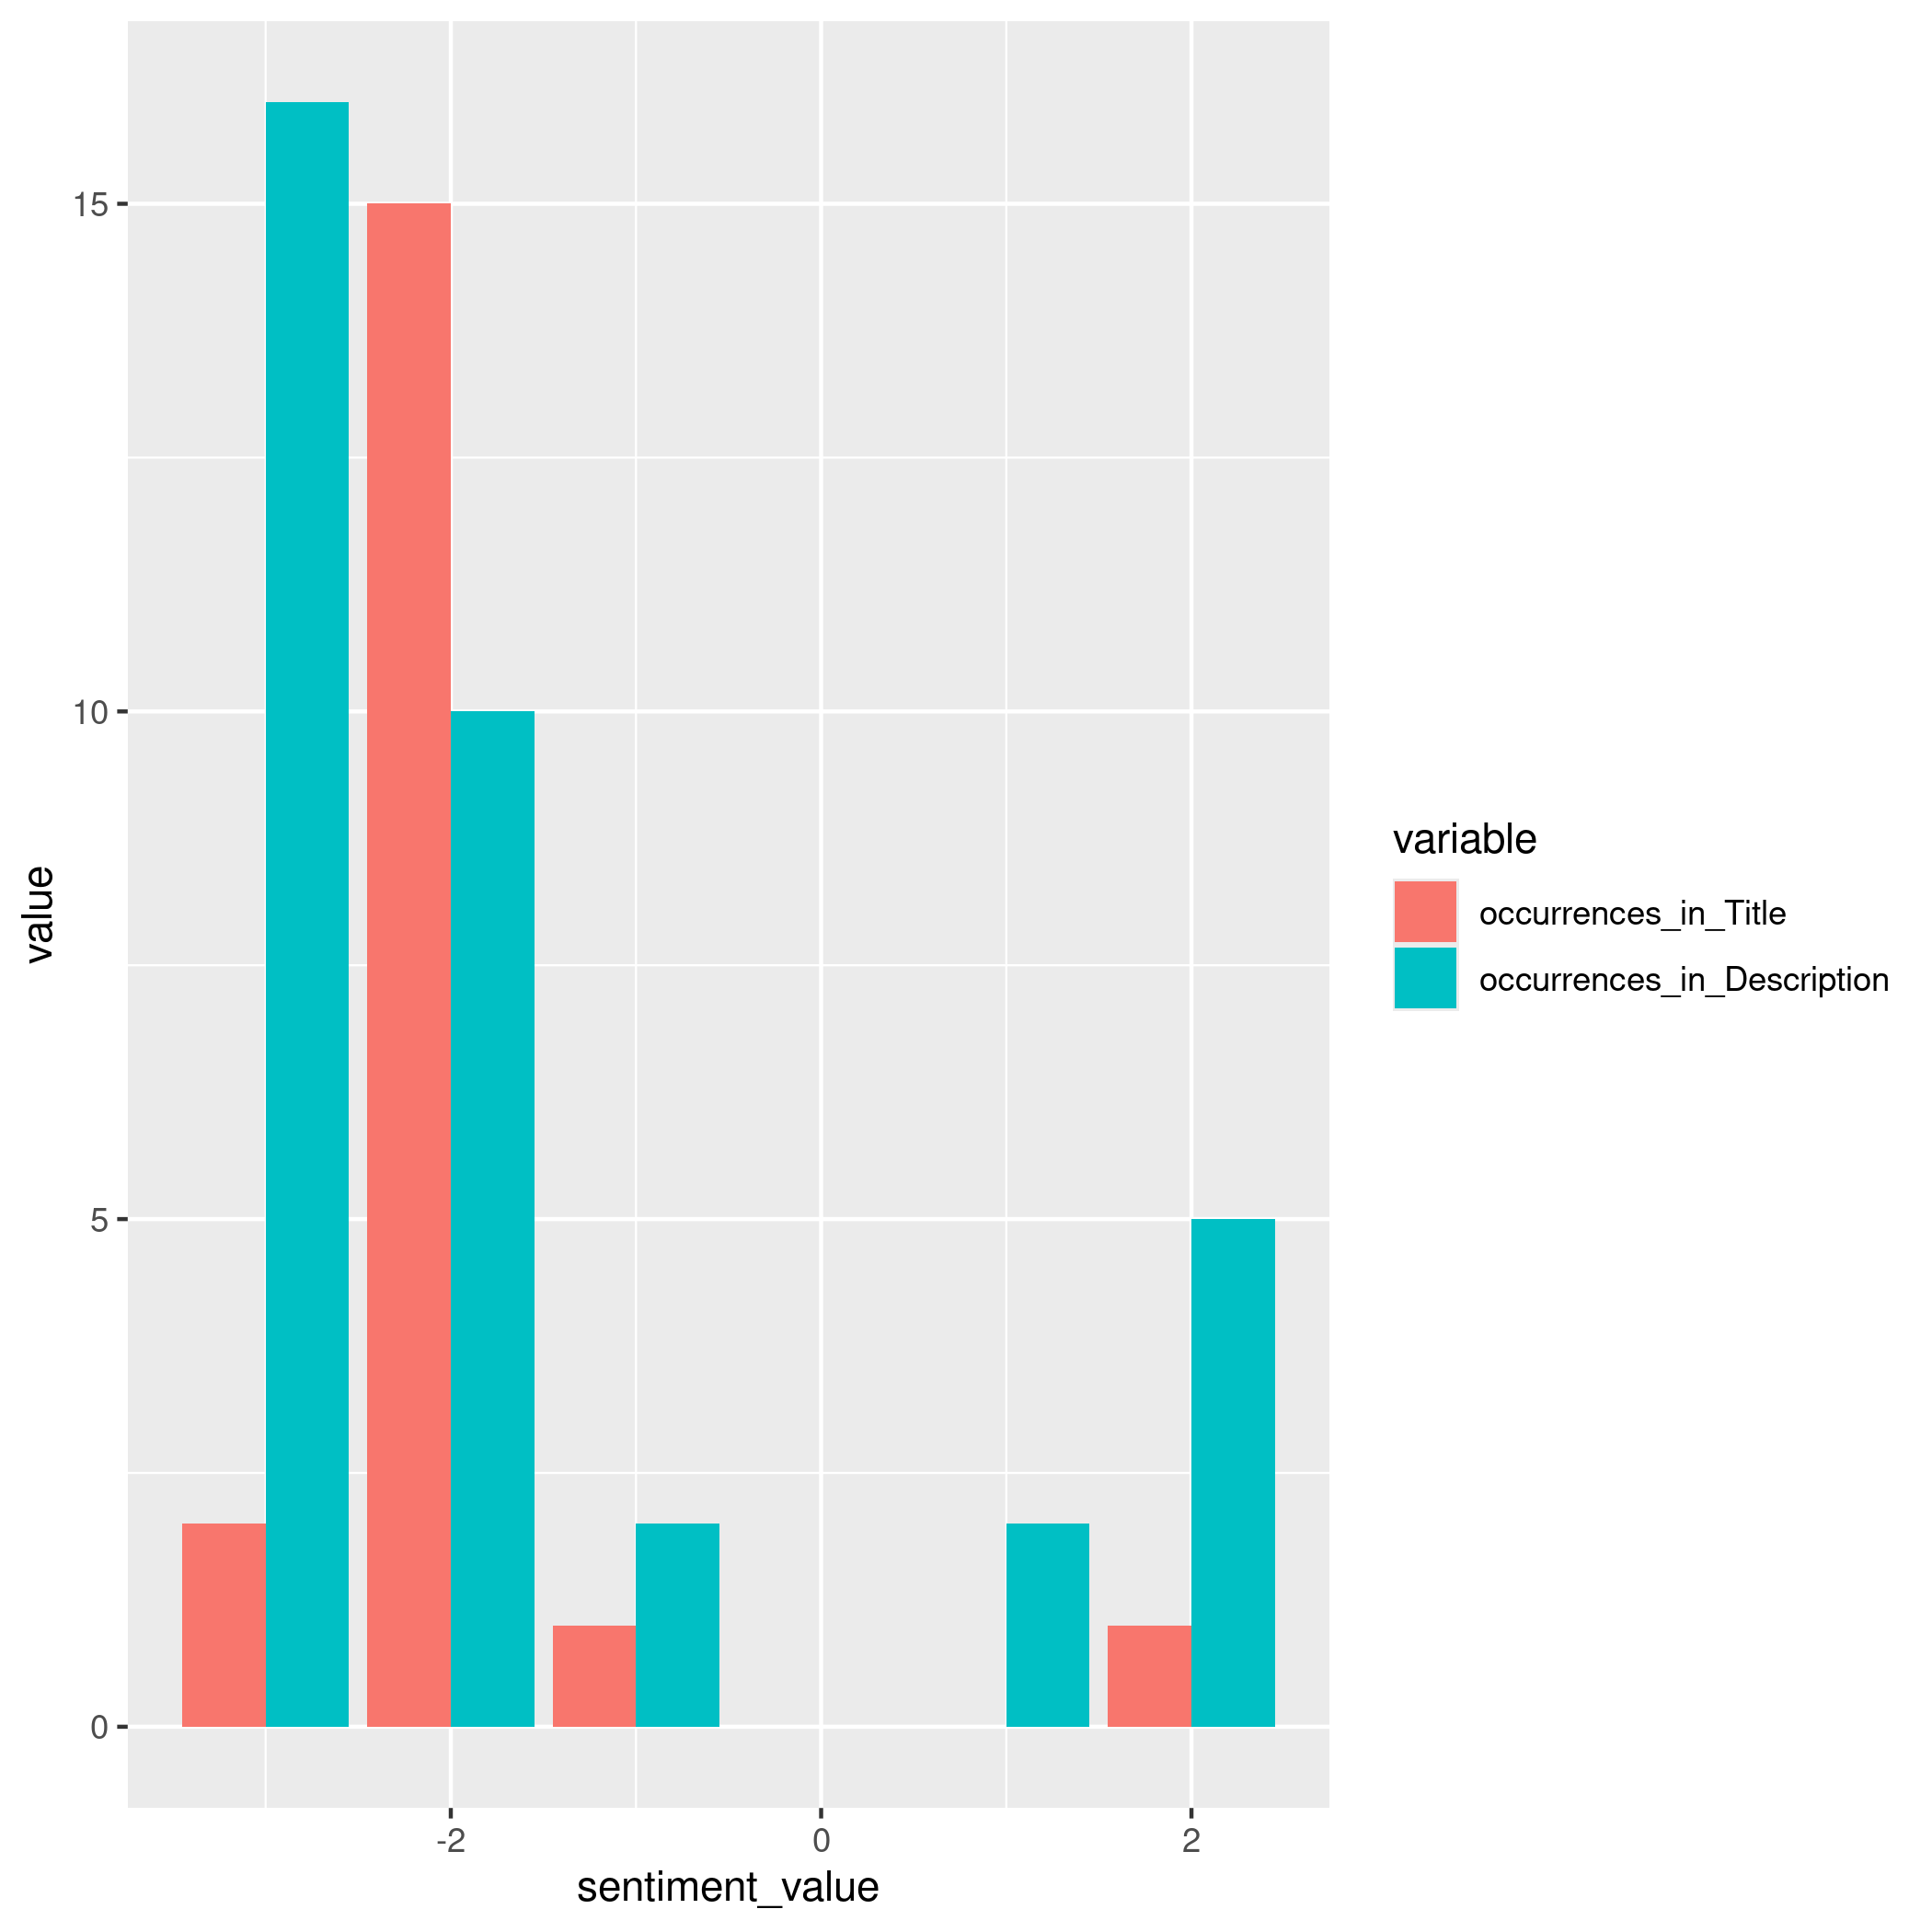 15
10
5
0
value
-2 0 2
sentiment_value
variable
occurrences_in_Title
occurrences_in_Description